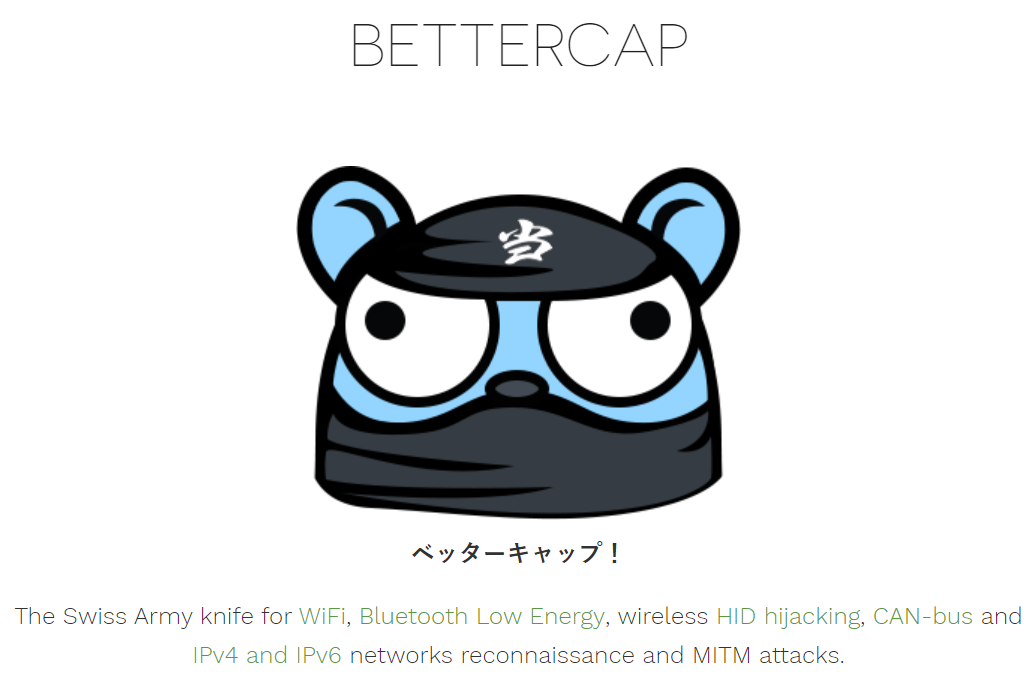 BETTERCAP
当
ベッターキャップ！
The Swiss Army knife for WiFi, Bluetooth Low Energy, wireless HID hijacking, CAN-bus and
IPv4 and IPv6 networks reconnaissance and MITM attacks.